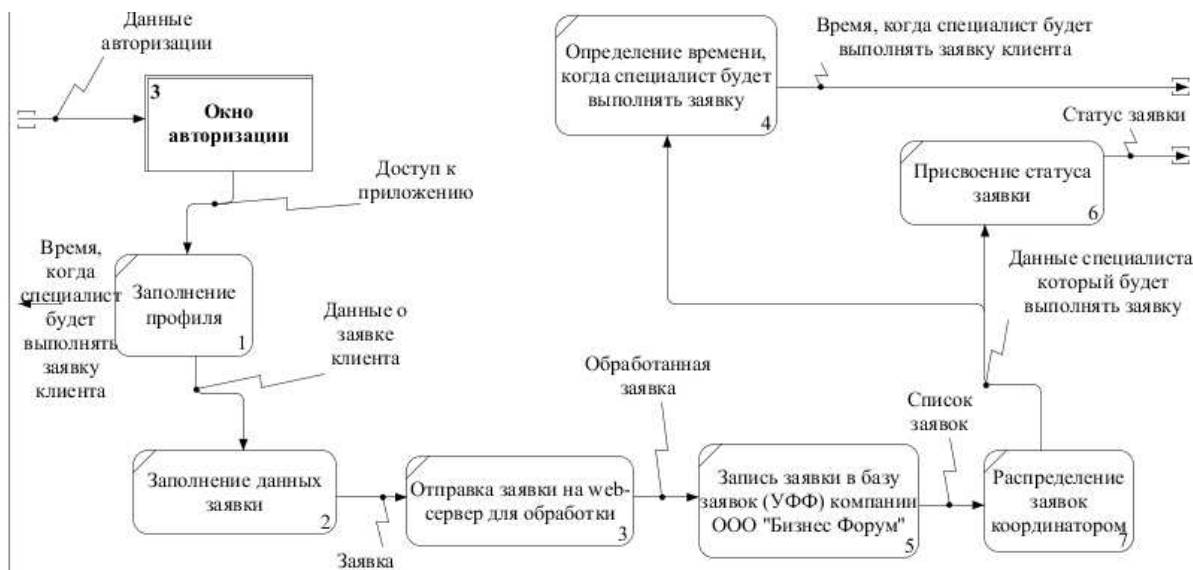 Данные
авторизации
3
Окно
авторизации
Доступ к
приложению
Время,
когда
специалист
будет
выполнять
заявку
клиента
Заполнение
профиля
1
Данные о
заявке
клиента
Заполнение данных
заявки
2
Заявка
Отправка заявки на web-
сервер для обработки
3
Обработанная
заявка
Запись заявки в базу
заявок (УФФ) компании
ООО "Бизнес Форум"
5
Список
заявок
Распределение
заявок
координатором
7
Данные специалиста
который будет
выполнять заявку
Определение времени,
когда специалист будет
выполнять заявку
4
Время, когда специалист будет
выполнять заявку клиента
Присвоение статуса
заявки
6
Статус заявки